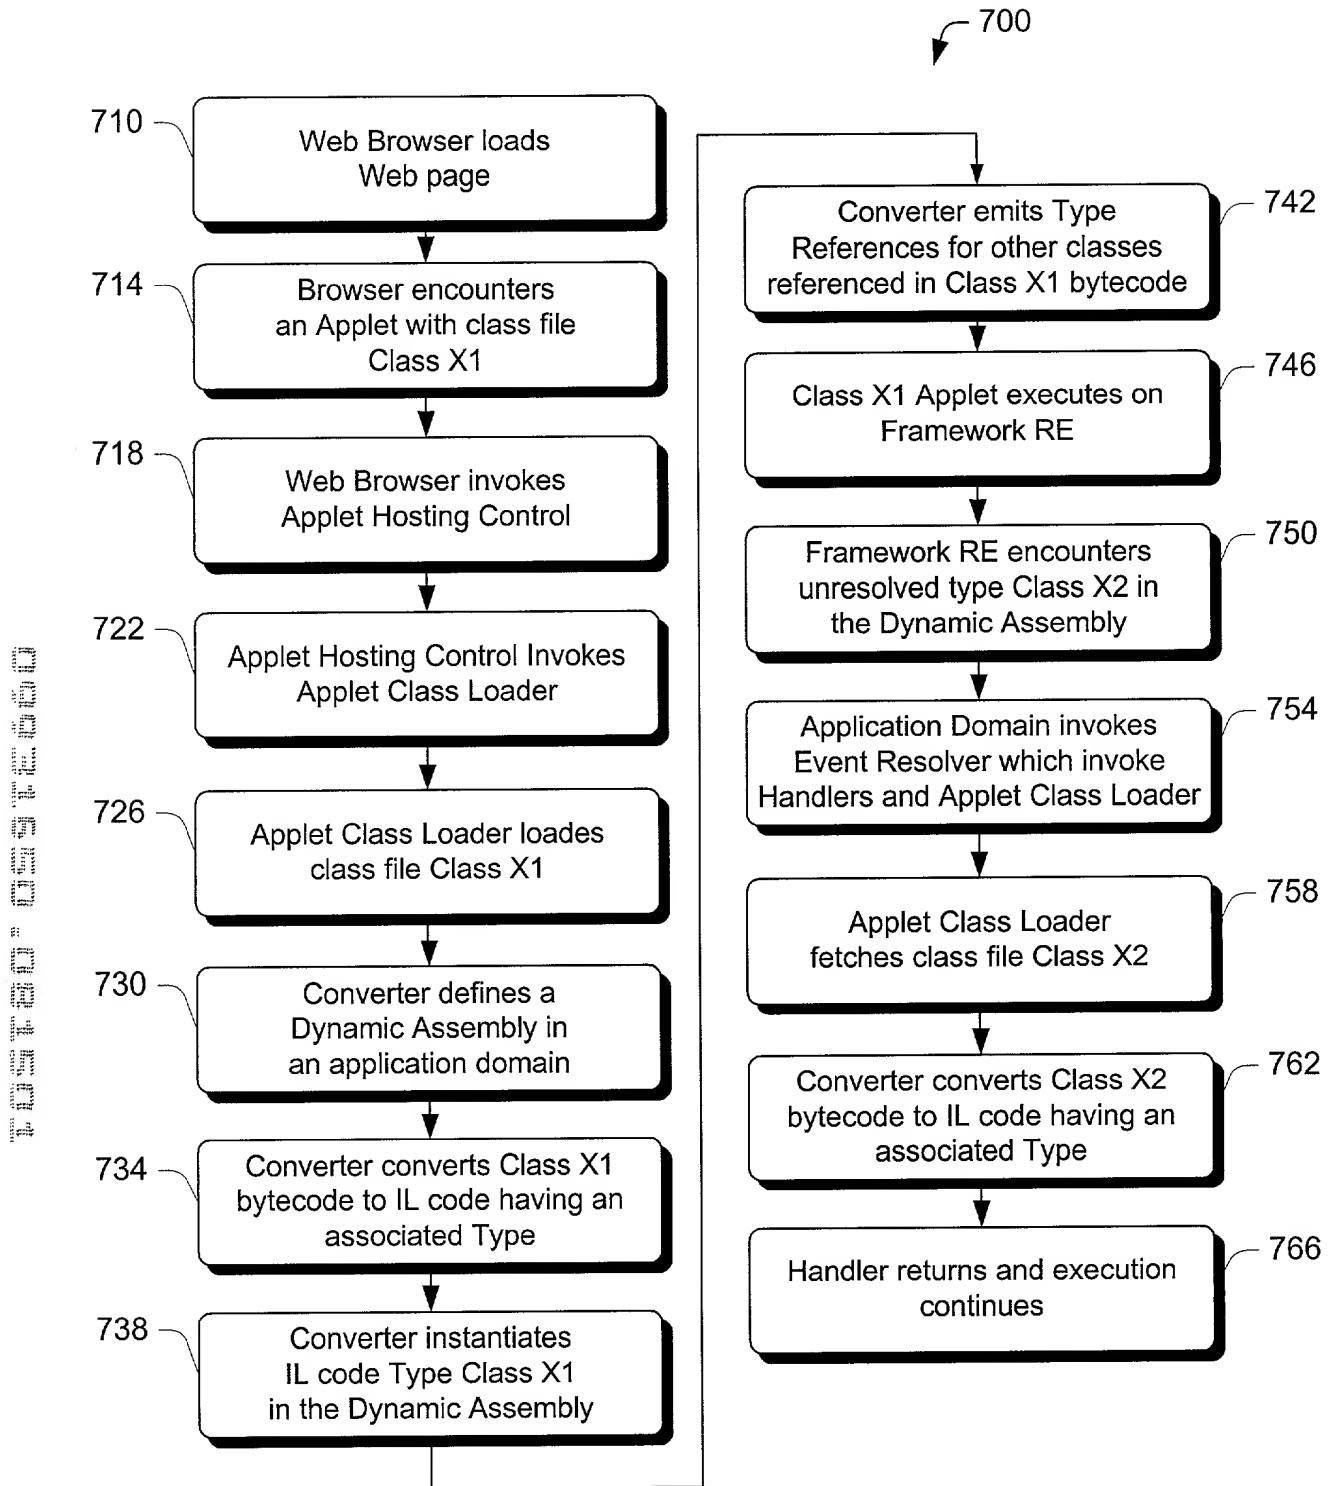 700
710
Web Browser loads
Web page
714
Browser encounters
an Applet with class file
Class X1
718
Web Browser invokes
Applet Hosting Control
722
Applet Hosting Control Invokes
Applet Class Loader
726
Applet Class Loader loades
class file Class X1
730
Converter defines a
Dynamic Assembly in
an application domain
734
Converter converts Class X1
bytecode to IL code having an
associated Type
738
Converter instantiates
IL code Type Class X1
in the Dynamic Assembly
742
Converter emits Type
References for other classes
referenced in Class X1 bytecode
746
Class X1 Applet executes on
Framework RE
750
Framework RE encounters
unresolved type Class X2 in
the Dynamic Assembly
754
Application Domain invokes
Event Resolver which invoke
Handlers and Applet Class Loader
758
Applet Class Loader
fetches class file Class X2
762
Converter converts Class X2
bytecode to IL code having an
associated Type
766
Handler returns and execution
continues